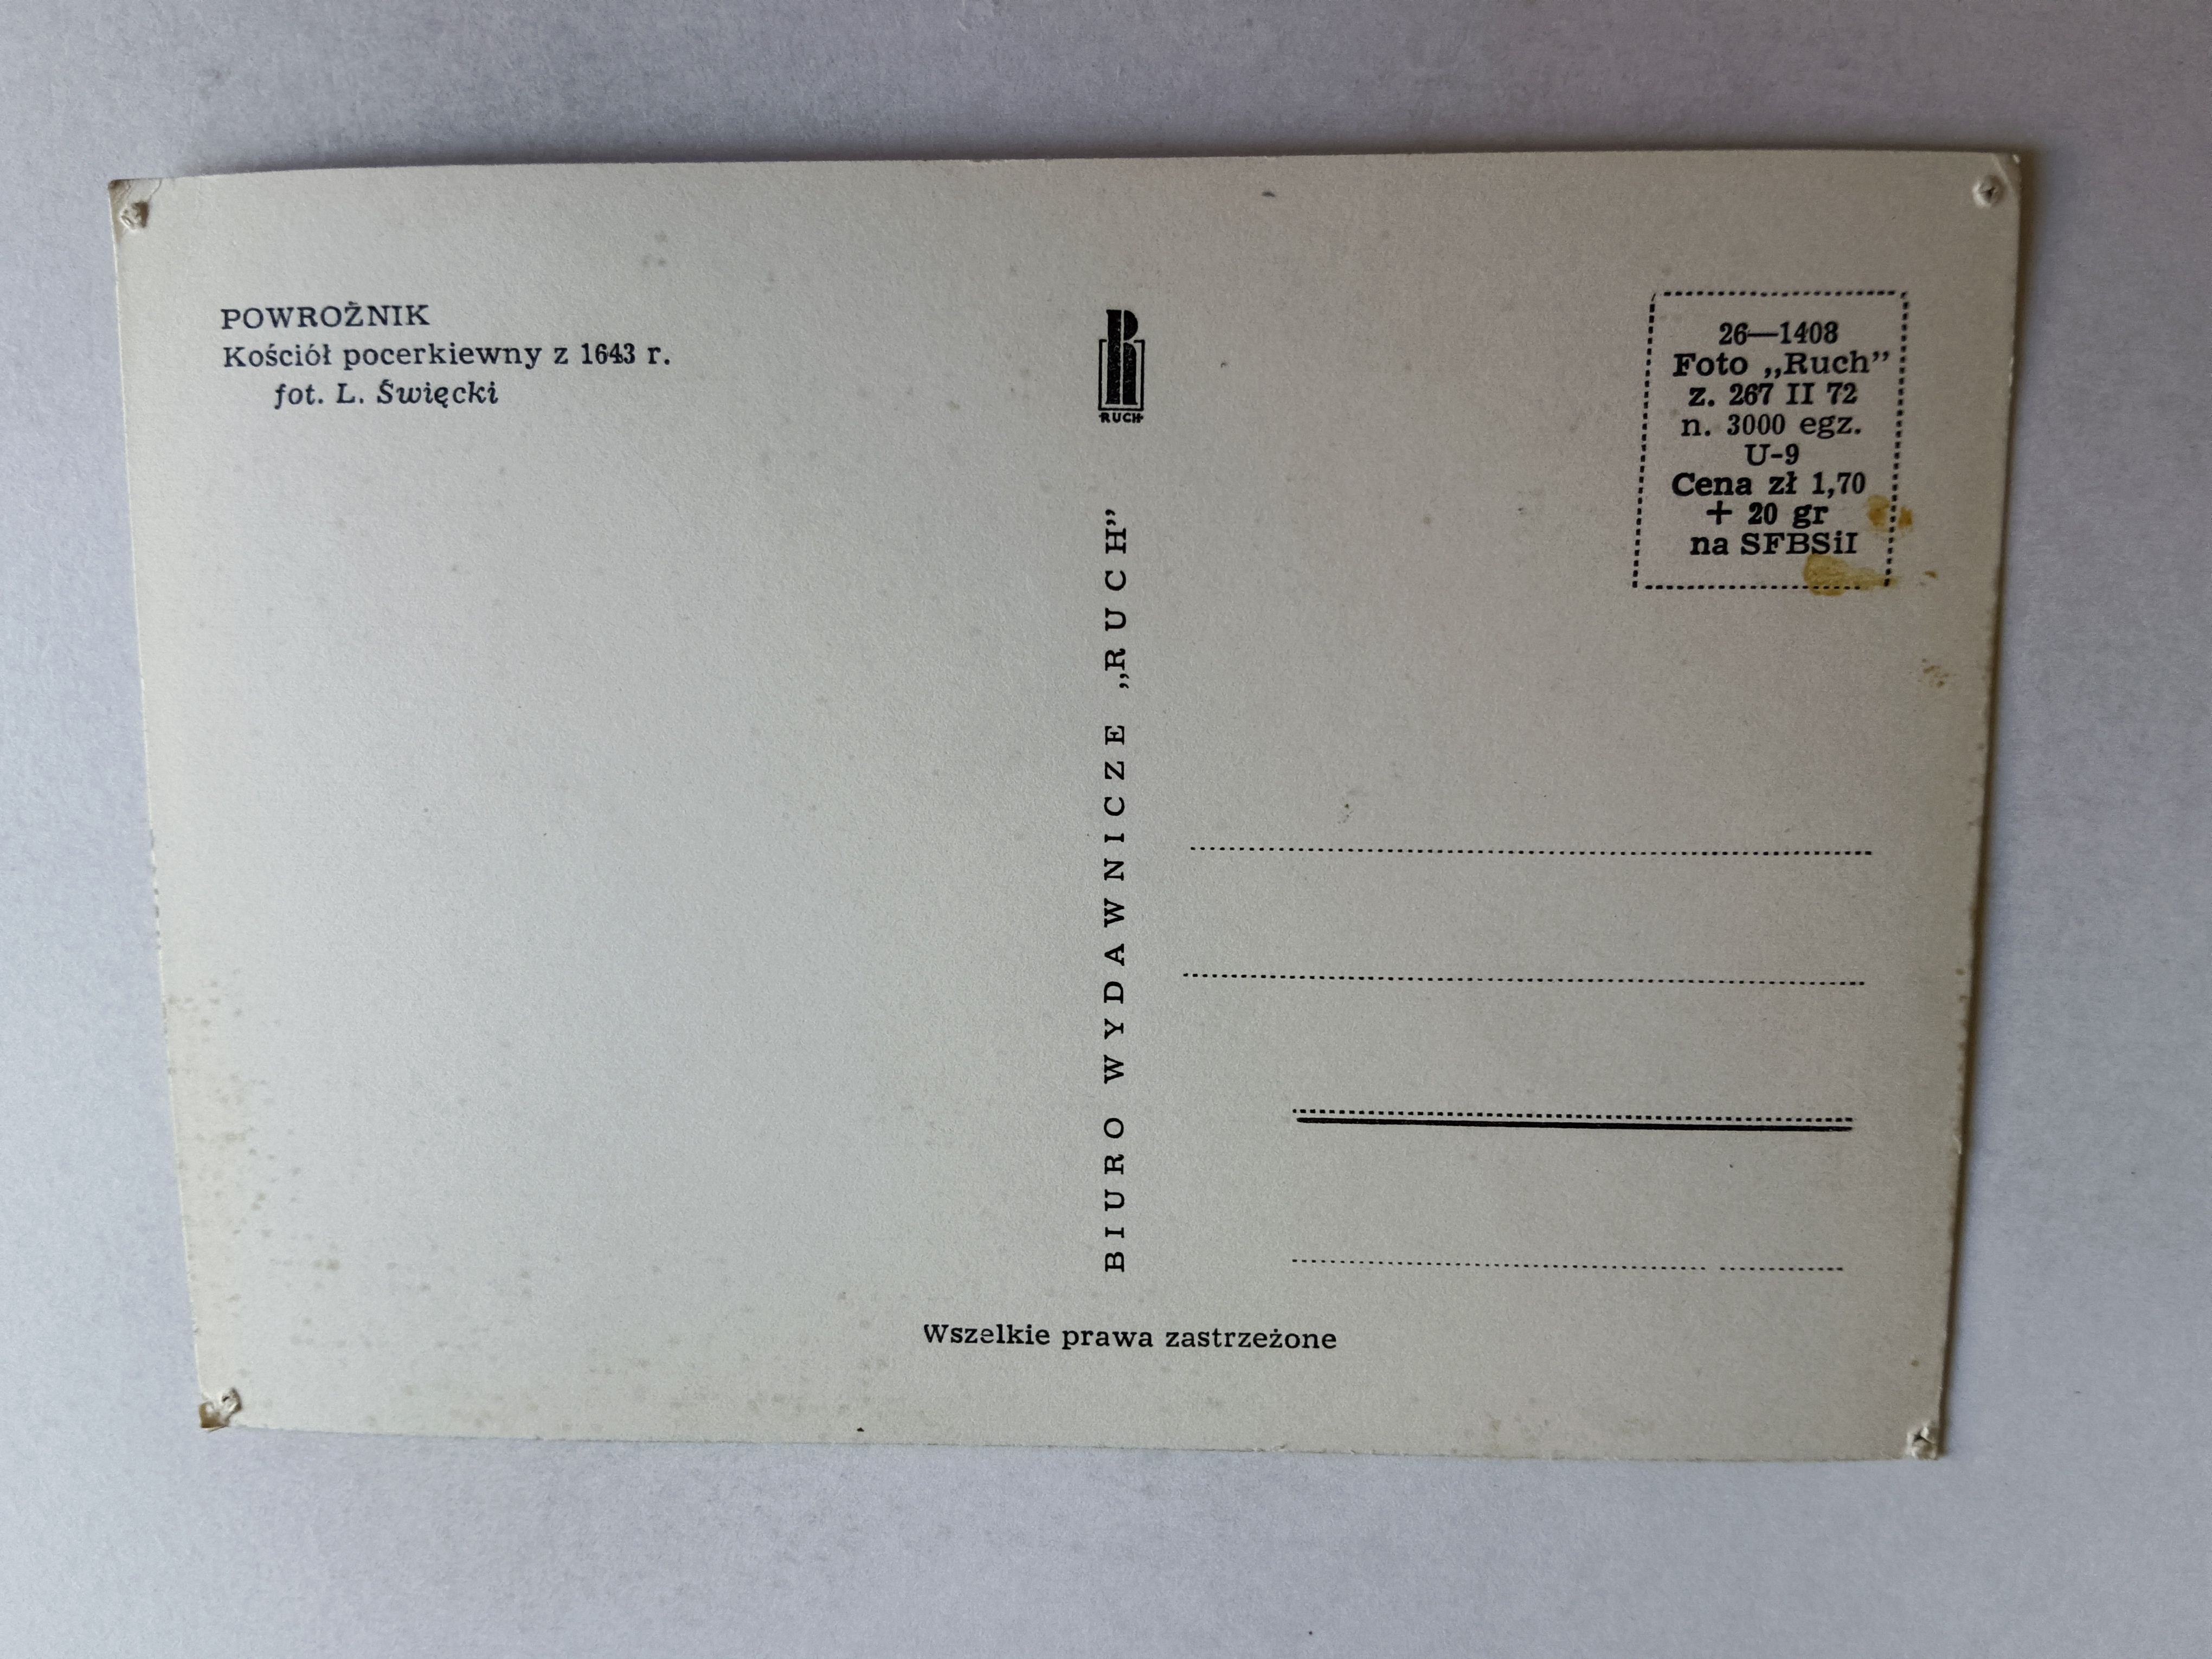 POWROŹNIK
Kościół pocerkiewny z 1643 r.
fot. L. Święcki
RUCH
BIURO WYDAWNICZE „RUCH”
26—1408
Foto „Ruch”
z. 267 II 72
n. 3000 egz.
U-9
Cena zł 1,70
+ 20 gr
na SFBSiI
Wszelkie prawa zastrzeżone